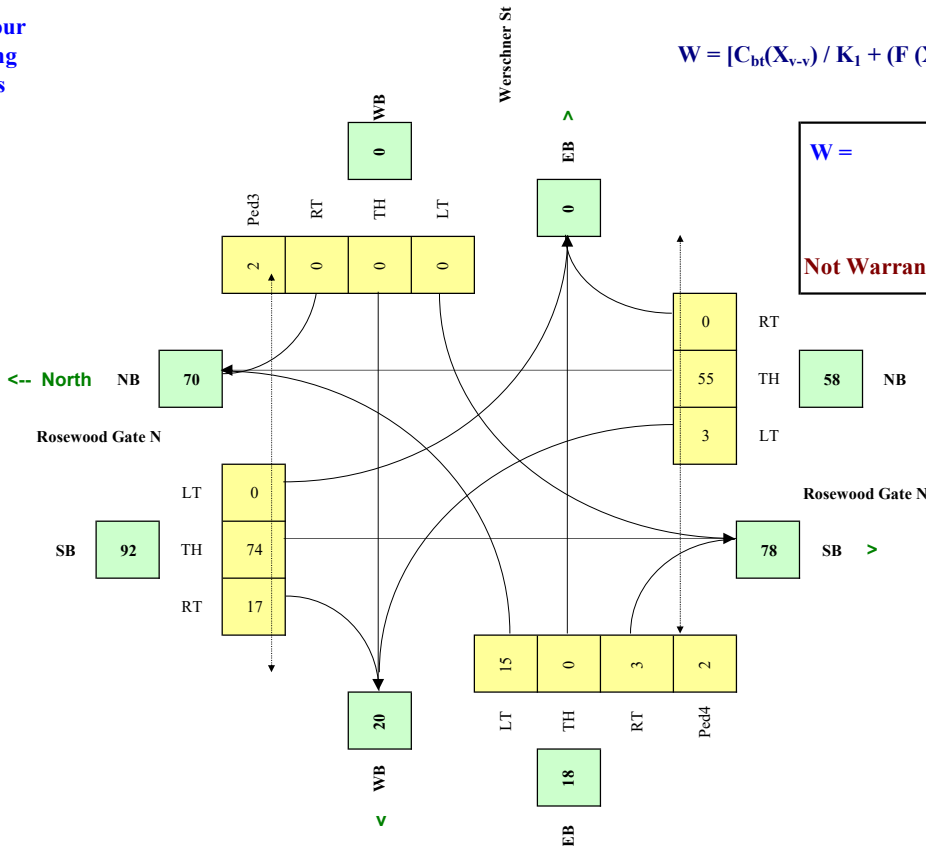 our
ng
s
Werschner St
W = [Cbt(Xv-v) / K1 + (F (X
W =
Not Warran
WB
0
^
EB
0
Ped3 RT TH LT
2 0 0 0
0 RT
55 TH
3 LT
58 NB
<-- North NB 70
Rosewood Gate N
Rosewood Gate N
LT 0
SB 92 TH 74
RT 17
78 SB >
15 0 3 2
LT TH RT Ped4
20
WB
v
18
EB